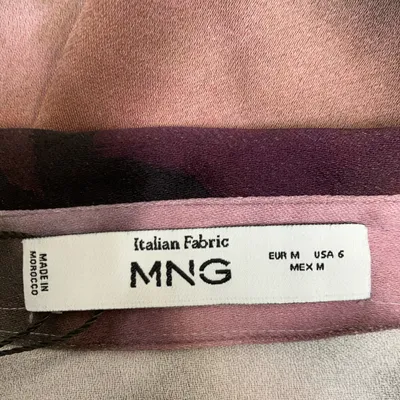 MADE IN
MOROCCO
Italian Fabric
MNG
EUR M USA 6
MEX M